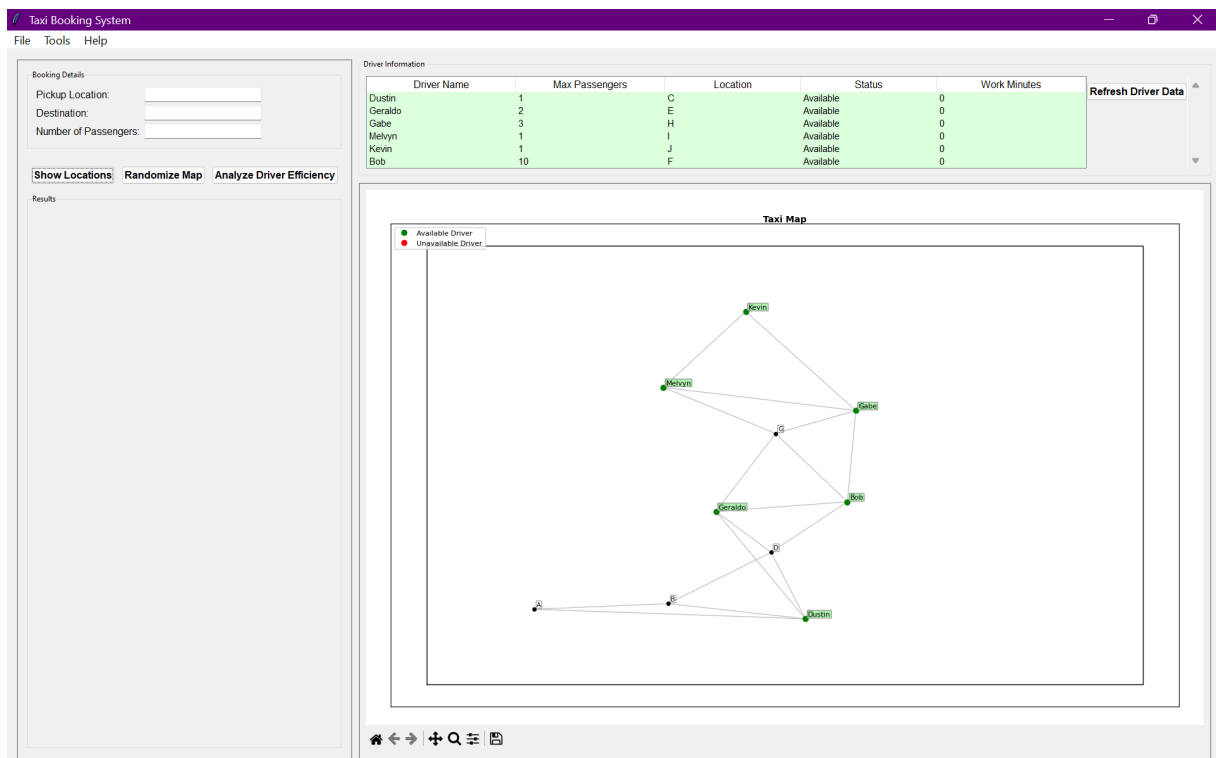 Taxi Booking System
File Tools Help
Booking Details
Pickup Location:
Destination:
Number of Passengers:
Show Locations Randomize Map Analyze Driver Efficiency
Results
Driver Information
Driver Name Max Passengers Location Status Work Minutes
Dustin 1 C Available 0
Geraldo 2 E Available 0
Gabe 3 H Available 0
Melvyn 1 I Available 0
Kevin 1 J Available 0
Bob 10 F Available 0
Refresh Driver Data
Taxi Map
Available Driver
Unavailable Driver
Kevin
Melvyn
Gabe
G
Bob
Geraldo
D
B
A
Dustin